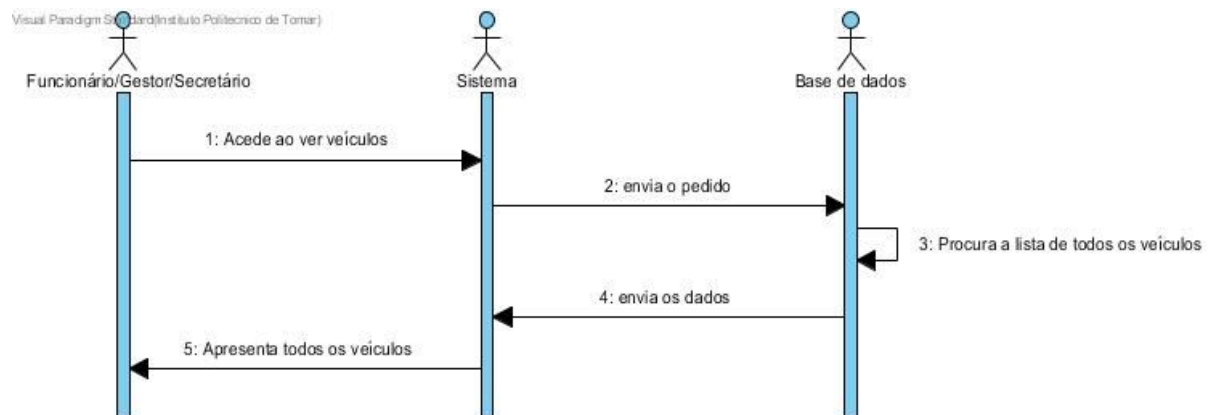 Visual Paradigm Standard(Instituto Politecnico de Tomar)
Funcionário/Gestor/Secretário
Sistema
Base de dados
1: Acede ao ver veículos
2: envia o pedido
3: Procura a lista de todos os veículos
4: envia os dados
5: Apresenta todos os veículos